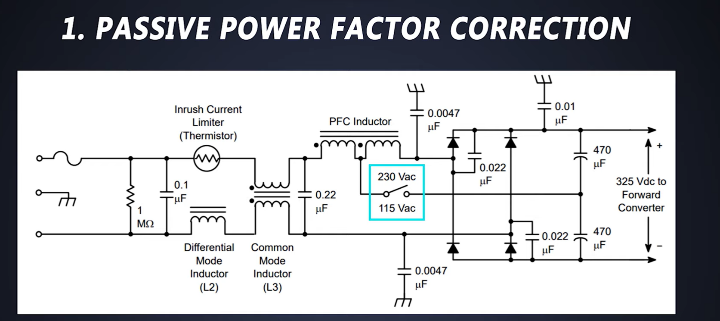 1. PASSIVE POWER FACTOR CORRECTION
Inrush Current
Limiter
(Thermistor)
PFC Inductor
0.0047
µF
0.01
µF
230 Vac
115 Vac
0.022
µF
470
µF
+
325 Vdc to
Forward
Converter
0.1
µF
1
MΩ
0.22
µF
Differential
Mode
Inductor
(L2)
Common
Mode
Inductor
(L3)
0.0047
µF
0.022
µF
470
µF
−